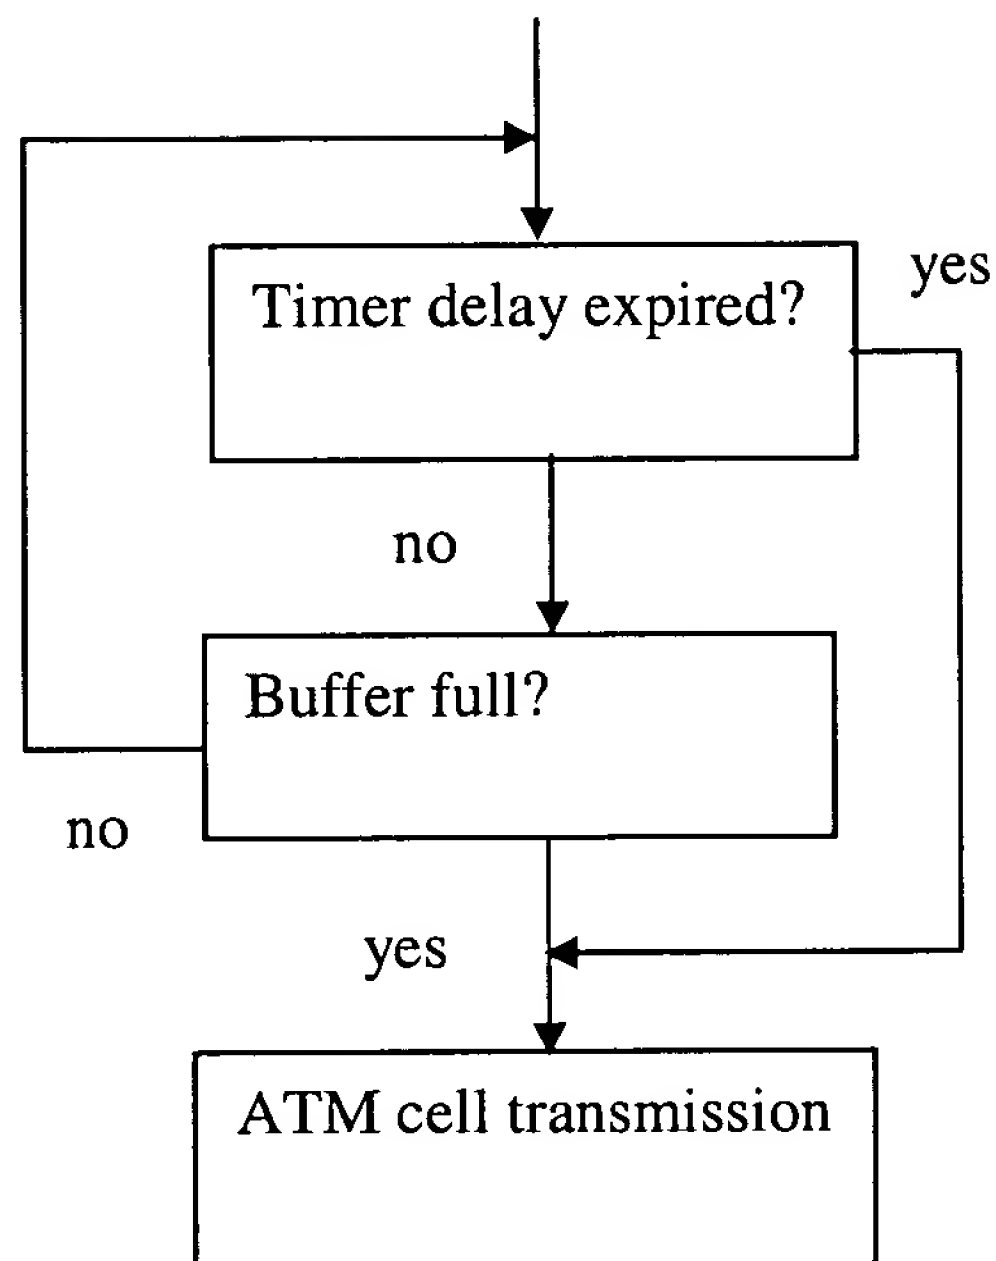 yes
Timer delay expired?
no
Buffer full?
no
yes
ATM cell transmission